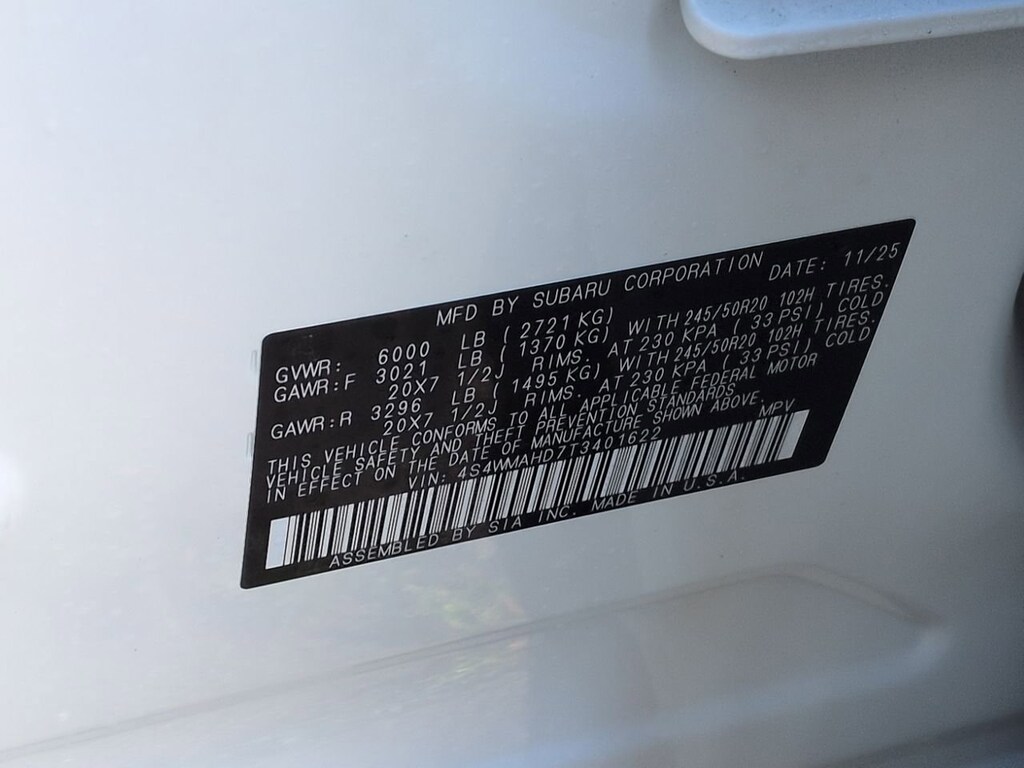 MFD BY SUBARU CORPORATION DATE: 11/25
GVWR: 6000 LB ( 2721 KG)
GAWR:F 3021 LB ( 1370 KG) WITH 245/50R20 102H TIRES.
20X7 1/2J RIMS. AT 230 KPA ( 33 PSI) COLD
GAWR:R 3296 LB ( 1495 KG) WITH 245/50R20 102H TIRES.
20X7 1/2J RIMS. AT 230 KPA ( 33 PSI) COLD
THIS VEHICLE CONFORMS TO ALL APPLICABLE FEDERAL MOTOR
VEHICLE SAFETY AND THEFT PREVENTION STANDARDS
IN EFFECT ON THE DATE OF MANUFACTURE SHOWN ABOVE.
VIN: 4S4WMAHD7T3401622 MPV
ASSEMBLED BY SIA INC. MADE IN U.S.A.